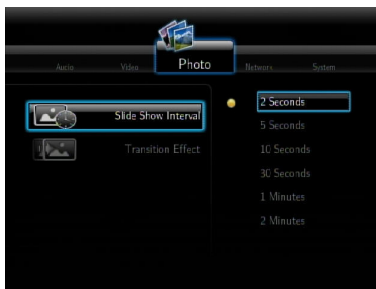 Audio Video Photo Network System
Slide Show Interval
Transition Effect
2 Seconds
5 Seconds
10 Seconds
30 Seconds
1 Minutes
2 Minutes